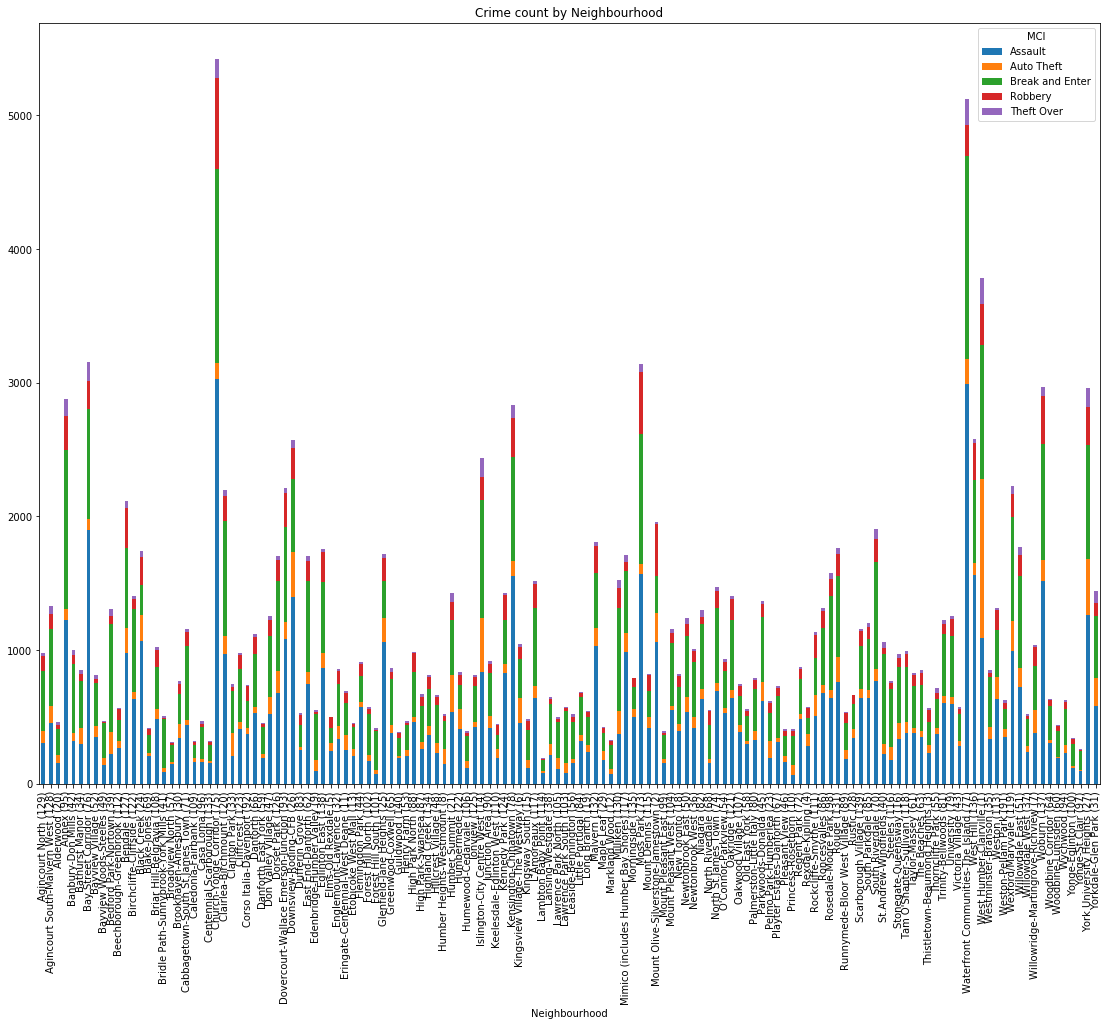 Crime count by Neighbourhood
MCI
Assault
Auto Theft
Break and Enter
Robbery
Theft Over
5000
4000
3000
2000
1000
0
Agincourt North (129)
Agincourt South-Malvern West (128)
Alderwood (20)
Annex (95)
Banbury-Don Mills (42)
Bathurst Manor (34)
Bay Street Corridor (76)
Bayview Village (52)
Bayview Woods-Steeles (49)
Bedford Park-Nortown (39)
Beechborough-Greenbrook (112)
Bendale (127)
Birchcliffe-Cliffside (122)
Black Creek (24)
Blake-Jones (69)
Briar Hill-Belgravia (108)
Bridle Path-Sunnybrook-York Mills (41)
Broadview North (57)
Brookhaven-Amesbury (30)
Cabbagetown-South St.James Town (71)
Caledonia-Fairbank (109)
Casa Loma (96)
Centennial Scarborough (133)
Church-Yonge Corridor (75)
Clairlea-Birchmount (120)
Clanton Park (33)
Cliffcrest (123)
Corso Italia-Davenport (92)
Danforth (66)
Danforth East York (59)
Don Valley Village (47)
Dorset Park (126)
Dovercourt-Wallace Emerson-Junction (93)
Downsview-Roding-CFB (26)
Dufferin Grove (83)
East End-Danforth (62)
Edenbridge-Humber Valley (9)
Eglinton East (138)
Elms-Old Rexdale (5)
Englemount-Lawrence (32)
Eringate-Centennial-West Deane (11)
Etobicoke West Mall (13)
Flemingdon Park (44)
Forest Hill North (102)
Forest Hill South (101)
Glenfield-Jane Heights (25)
Greenwood-Coxwell (65)
Guildwood (140)
Henry Farm (53)
High Park North (88)
High Park-Swansea (87)
Highland Creek (134)
Hillcrest Village (48)
Humber Heights-Westmount (8)
Humber Summit (21)
Humbermede (22)
Humewood-Cedarvale (106)
Ionview (125)
Islington-City Centre West (14)
Junction Area (90)
Keelesdale-Eglinton West (110)
Kennedy Park (124)
Kensington-Chinatown (78)
Kingsview Village-The Westway (6)
Kingsway South (15)
L'Amoreaux (117)
Lambton Baby Point (114)
Lansing-Westgate (38)
Lawrence Park North (105)
Lawrence Park South (103)
Leaside-Bennington (56)
Little Portugal (84)
Long Branch (19)
Malvern (132)
Maple Leaf (29)
Markland Wood (12)
Milliken (130)
Mimico (includes Humber Bay Shores) (17)
Morningside (135)
Moss Park (73)
Mount Dennis (115)
Mount Olive-Silverstone-Jamestown (2)
Mount Pleasant East (99)
Mount Pleasant West (104)
New Toronto (18)
Newtonbrook East (50)
Newtonbrook West (36)
Niagara (82)
North Riverdale (68)
North St.James Town (74)
O'Connor-Parkview (54)
Oakridge (121)
Oakwood Village (107)
Old East York (58)
Palmerston-Little Italy (80)
Parkwoods-Donalda (45)
Pelmo Park-Humberlea (23)
Playter Estates-Danforth (67)
Pleasant View (46)
Princess-Rosethorn (10)
Regent Park (72)
Rexdale-Kipling (4)
Rockcliffe-Smythe (111)
Roncesvalles (86)
Rosedale-Moore Park (98)
Rouge (131)
Runnymede-Bloor West Village (89)
Rustic (28)
Scarborough Village (139)
South Parkdale (85)
South Riverdale (70)
St.Andrew-Windfields (40)
Steeles (116)
Stonegate-Queensway (16)
Tam O'Shanter-Sullivan (118)
Taylor-Massey (61)
The Beaches (63)
Thistletown-Beaumond Heights (3)
Thorncliffe Park (55)
Trinity-Bellwoods (81)
University (79)
Victoria Village (43)
Waterfront Communities-The Island (77)
West Hill (136)
West Humber-Clairville (1)
Westminster-Branson (35)
Weston (113)
Weston-Pellam Park (91)
Wexford/Maryvale (119)
Willowdale East (51)
Willowdale West (37)
Willowridge-Martingrove-Richview (7)
Woburn (137)
Woodbine Corridor (64)
Woodbine-Lumsden (60)
Wychwood (94)
Yonge-Eglinton (100)
Yonge-St.Clair (97)
York University Heights (27)
Yorkdale-Glen Park (31)
Neighbourhood